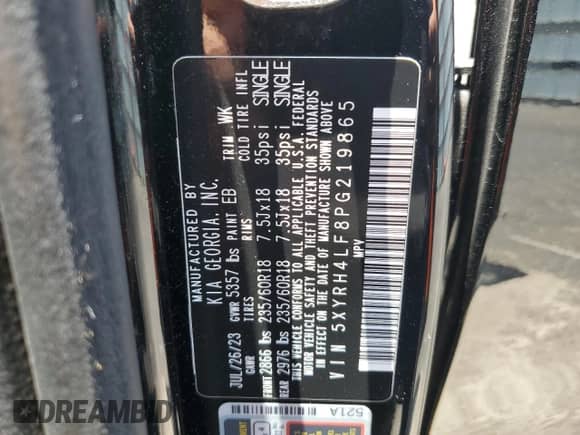 MANUFACTURED BY
KIA GEORGIA, INC.
JUL/26/23 GVWR 5357 lbs PAINT EB TRIM WK
GAWR TIRES RIMS COLD TIRE INFL
FRONT 2866 lbs 235/60R18 7.5Jx18 35psi SINGLE
REAR 2976 lbs 235/60R18 7.5Jx18 35psi SINGLE
THIS VEHICLE CONFORMS TO ALL APPLICABLE U.S.A. FEDERAL
MOTOR VEHICLE SAFETY AND THEFT PREVENTION STANDARDS
IN EFFECT ON THE DATE OF MANUFACTURE SHOWN ABOVE
VIN 5XYRH4LF8PG219865
MPV
521A
DREAMBID